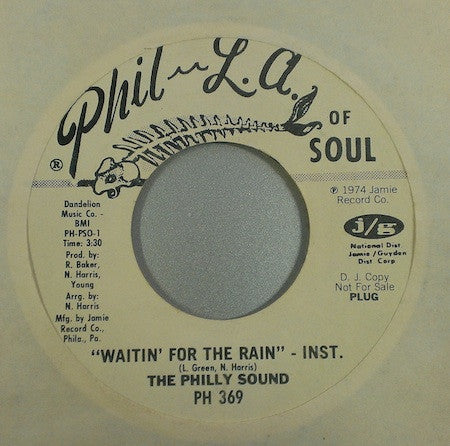 Phil L.A.
OF
SOUL
®
Dandelion
Music Co. -
BMI
PH-PSO-1
Time: 3:30
Prod. by:
R. Baker,
N. Harris,
Young
Arrg. by:
N. Harris
Mfg. by Jamie
Record Co.,
Phila., Pa.
℗ 1974 Jamie
Record Co.
j/g
National Dist.
Jamie/Guyden
Dist Corp
D. J. Copy
Not For Sale
PLUG
"WAITIN' FOR THE RAIN" - INST.
(L. Green, N. Harris)
THE PHILLY SOUND
PH 369